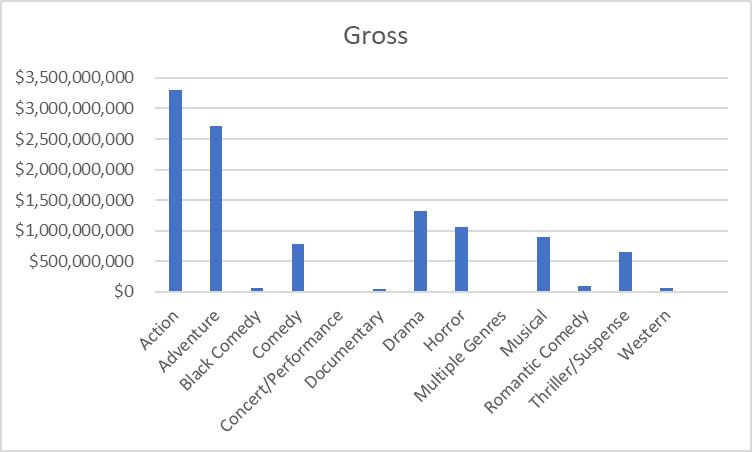 Gross
$3,500,000,000
$3,000,000,000
$2,500,000,000
$2,000,000,000
$1,500,000,000
$1,000,000,000
$500,000,000
$0
Action
Adventure
Black Comedy
Comedy
Concert/Performance
Documentary
Drama
Horror
Multiple Genres
Musical
Romantic Comedy
Thriller/Suspense
Western